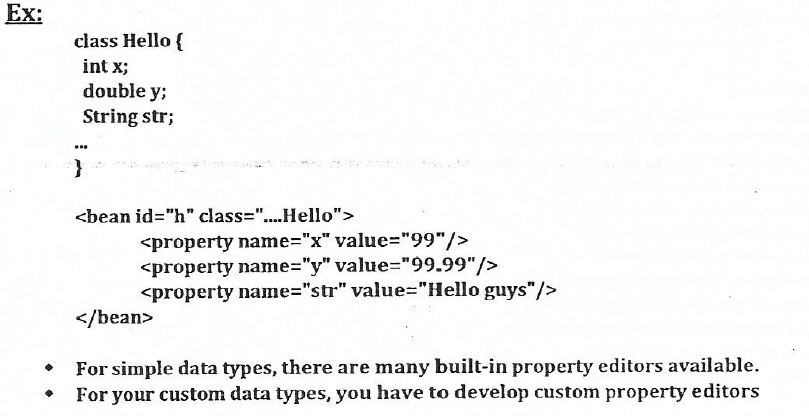 Ex:
class Hello {
int x;
double y;
String str;
...
}
<bean id="h" class="....Hello">
<property name="x" value="99"/>
<property name="y" value="99.99"/>
<property name="str" value="Hello guys"/>
</bean>
• For simple data types, there are many built-in property editors available.
• For your custom data types, you have to develop custom property editors